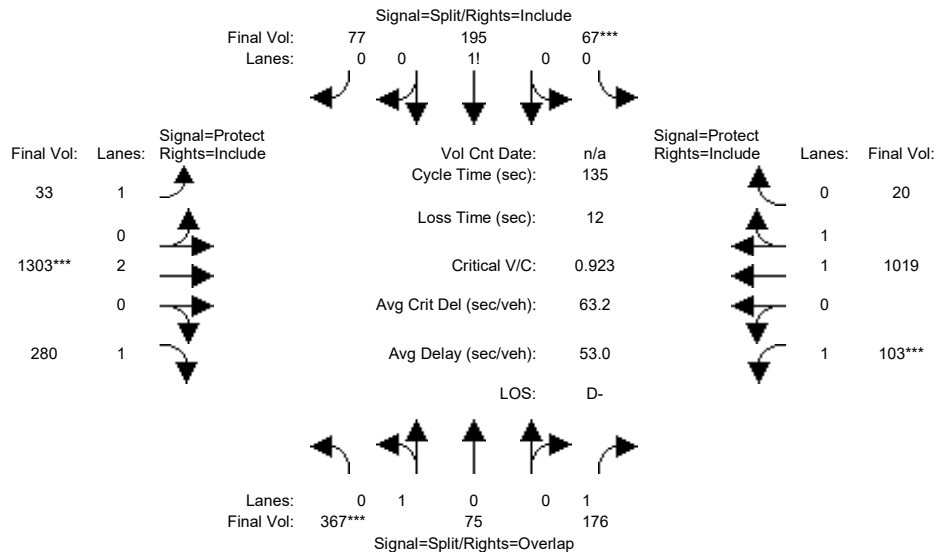 Signal=Split/Rights=Include
Final Vol: 77 195 67***
Lanes: 0 0 1! 0 0
Signal=Protect Signal=Protect
Final Vol: Lanes: Rights=Include Vol Cnt Date: n/a Rights=Include Lanes: Final Vol:
Cycle Time (sec): 135
33 1 0 20
Loss Time (sec): 12
0 1
1303*** 2 Critical V/C: 0.923 1 1019
0 Avg Crit Del (sec/veh): 63.2 0
280 1 Avg Delay (sec/veh): 53.0 1 103***
LOS: D-
Lanes: 0 1 0 0 1
Final Vol: 367*** 75 176
Signal=Split/Rights=Overlap